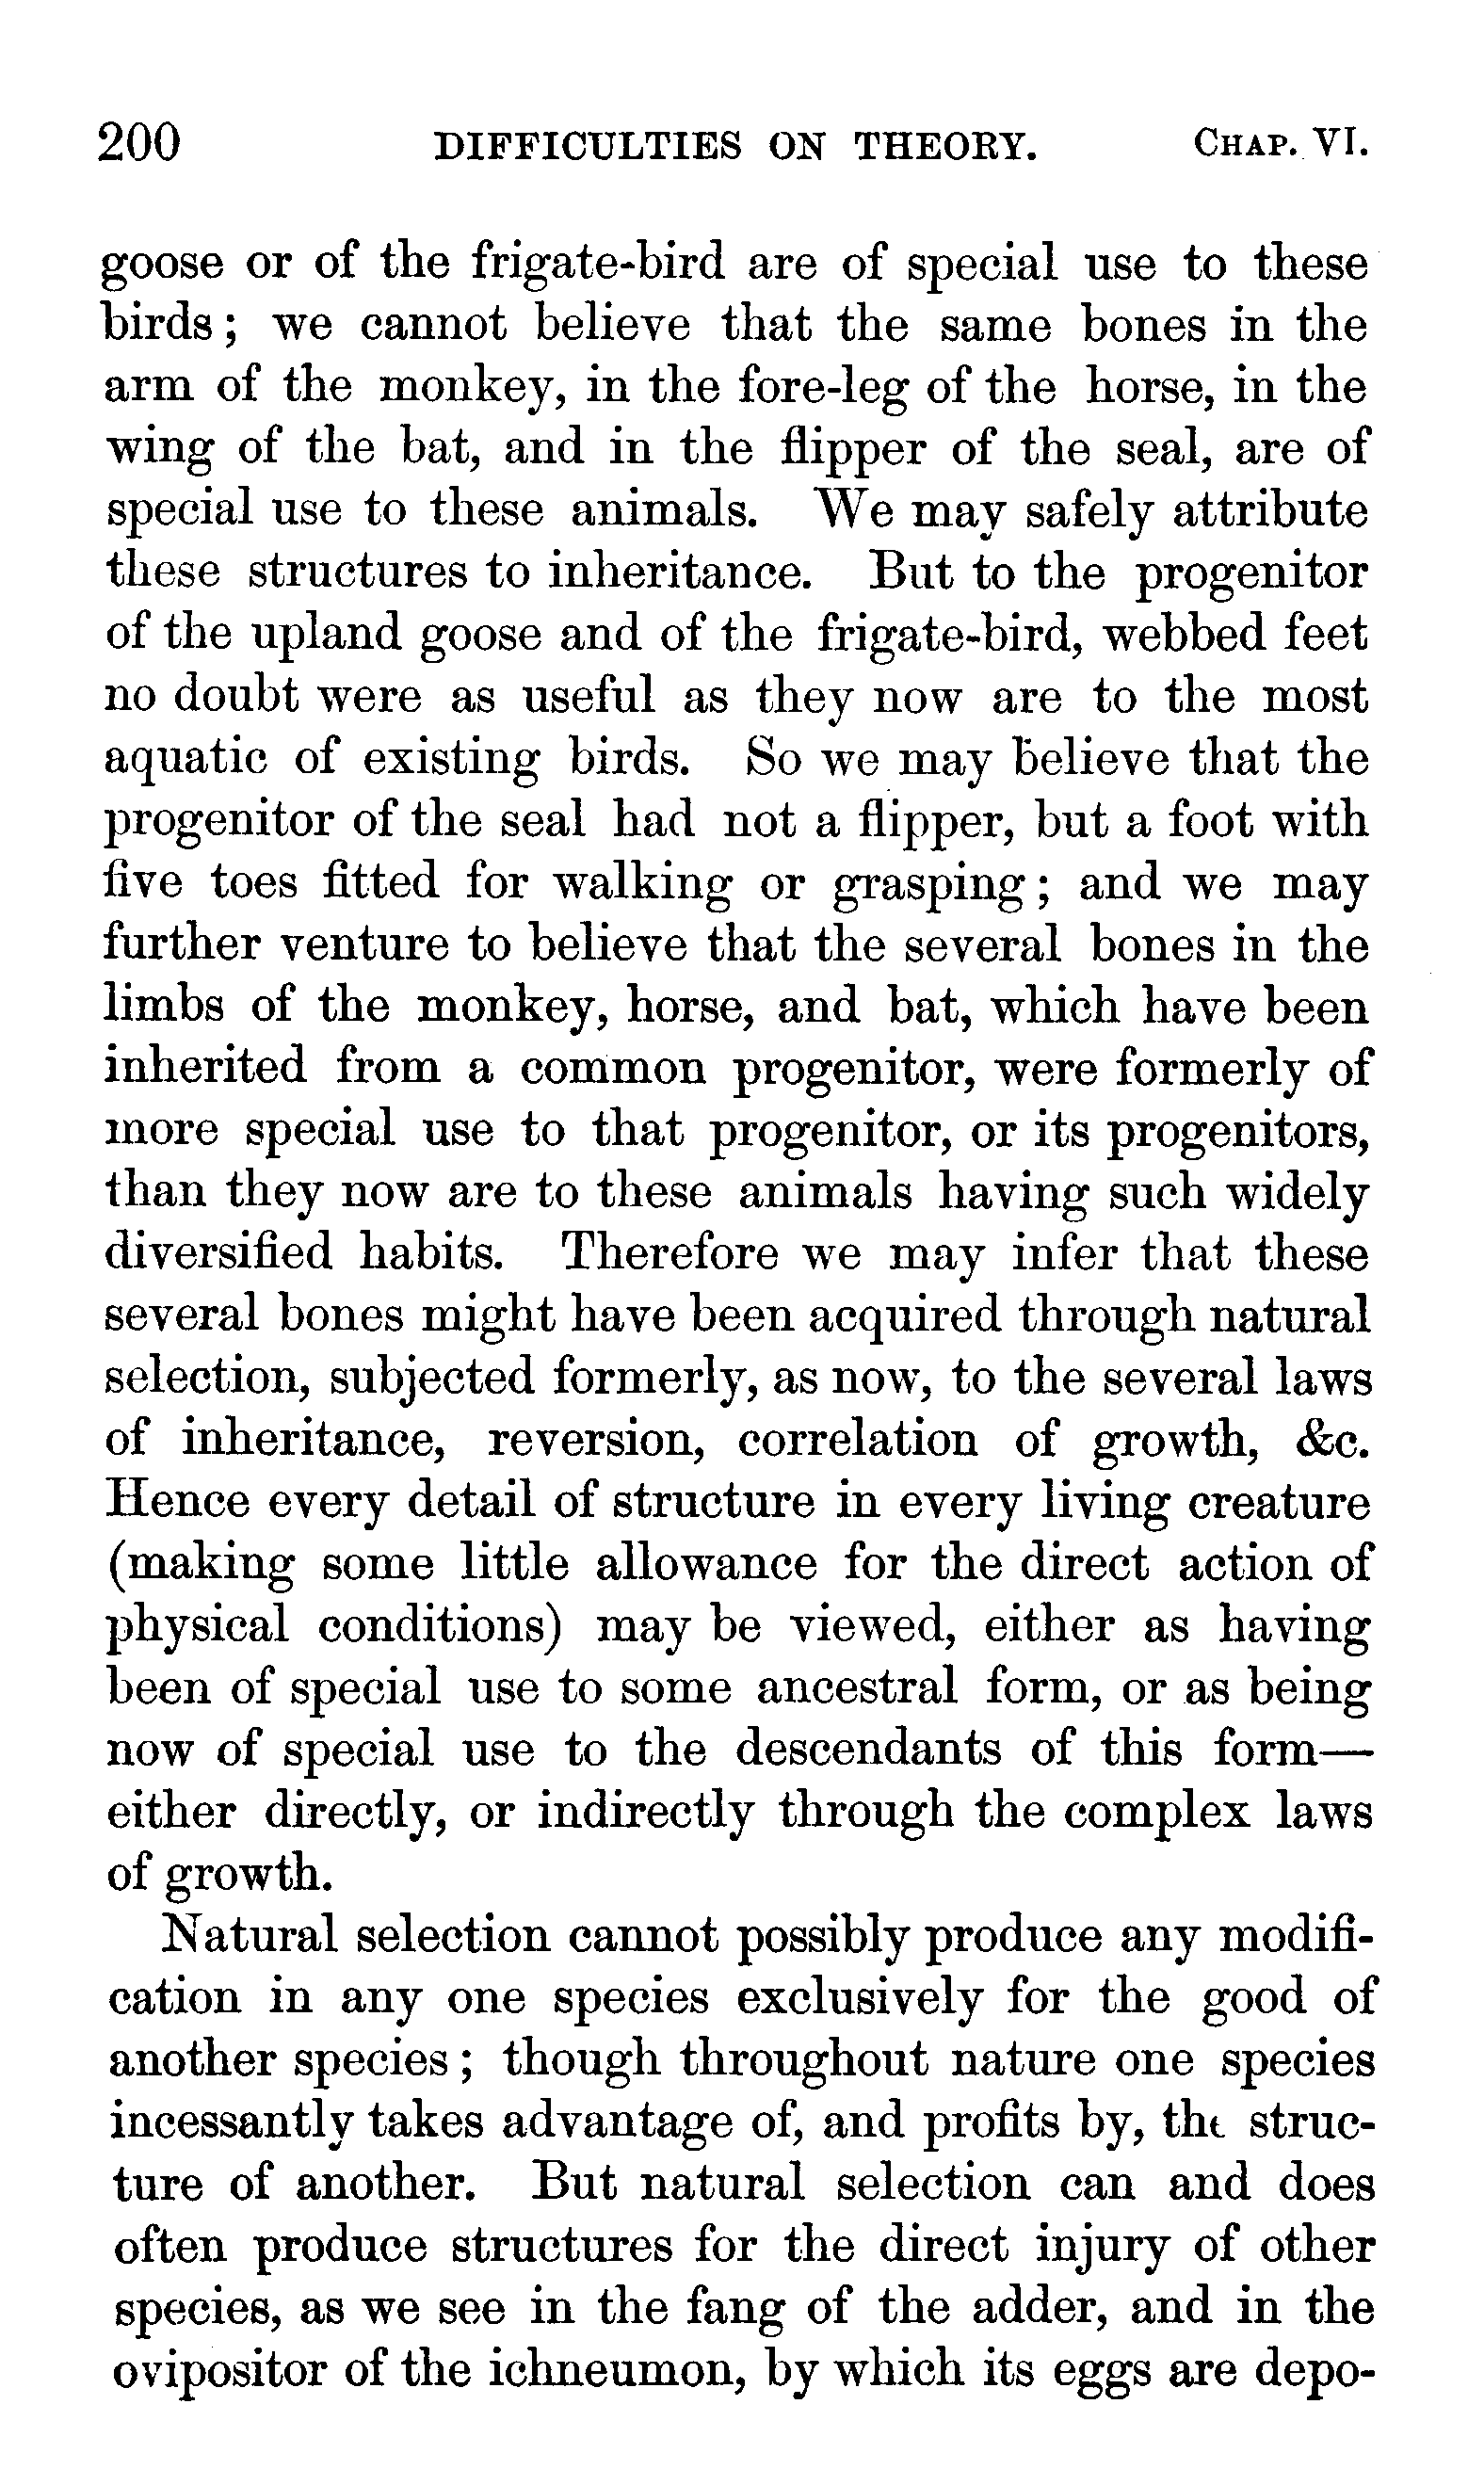 200 DIFFICULTIES ON THEORY. CHAP. VI.
goose or of the frigate-bird are of special use to these
birds; we cannot believe that the same bones in the
arm of the monkey, in the fore-leg of the horse, in the
wing of the bat, and in the flipper of the seal, are of
special use to these animals. We may safely attribute
these structures to inheritance. But to the progenitor
of the upland goose and of the frigate-bird, webbed feet
no doubt were as useful as they now are to the most
aquatic of existing birds. So we may believe that the
progenitor of the seal had not a flipper, but a foot with
five toes fitted for walking or grasping; and we may
further venture to believe that the several bones in the
limbs of the monkey, horse, and bat, which have been
inherited from a common progenitor, were formerly of
more special use to that progenitor, or its progenitors,
than they now are to these animals having such widely
diversified habits. Therefore we may infer that these
several bones might have been acquired through natural
selection, subjected formerly, as now, to the several laws
of inheritance, reversion, correlation of growth, &c.
Hence every detail of structure in every living creature
(making some little allowance for the direct action of
physical conditions) may be viewed, either as having
been of special use to some ancestral form, or as being
now of special use to the descendants of this form—
either directly, or indirectly through the complex laws
of growth.
Natural selection cannot possibly produce any modifi-
cation in any one species exclusively for the good of
another species; though throughout nature one species
incessantly takes advantage of, and profits by, the struc-
ture of another. But natural selection can and does
often produce structures for the direct injury of other
species, as we see in the fang of the adder, and in the
ovipositor of the ichneumon, by which its eggs are depo-